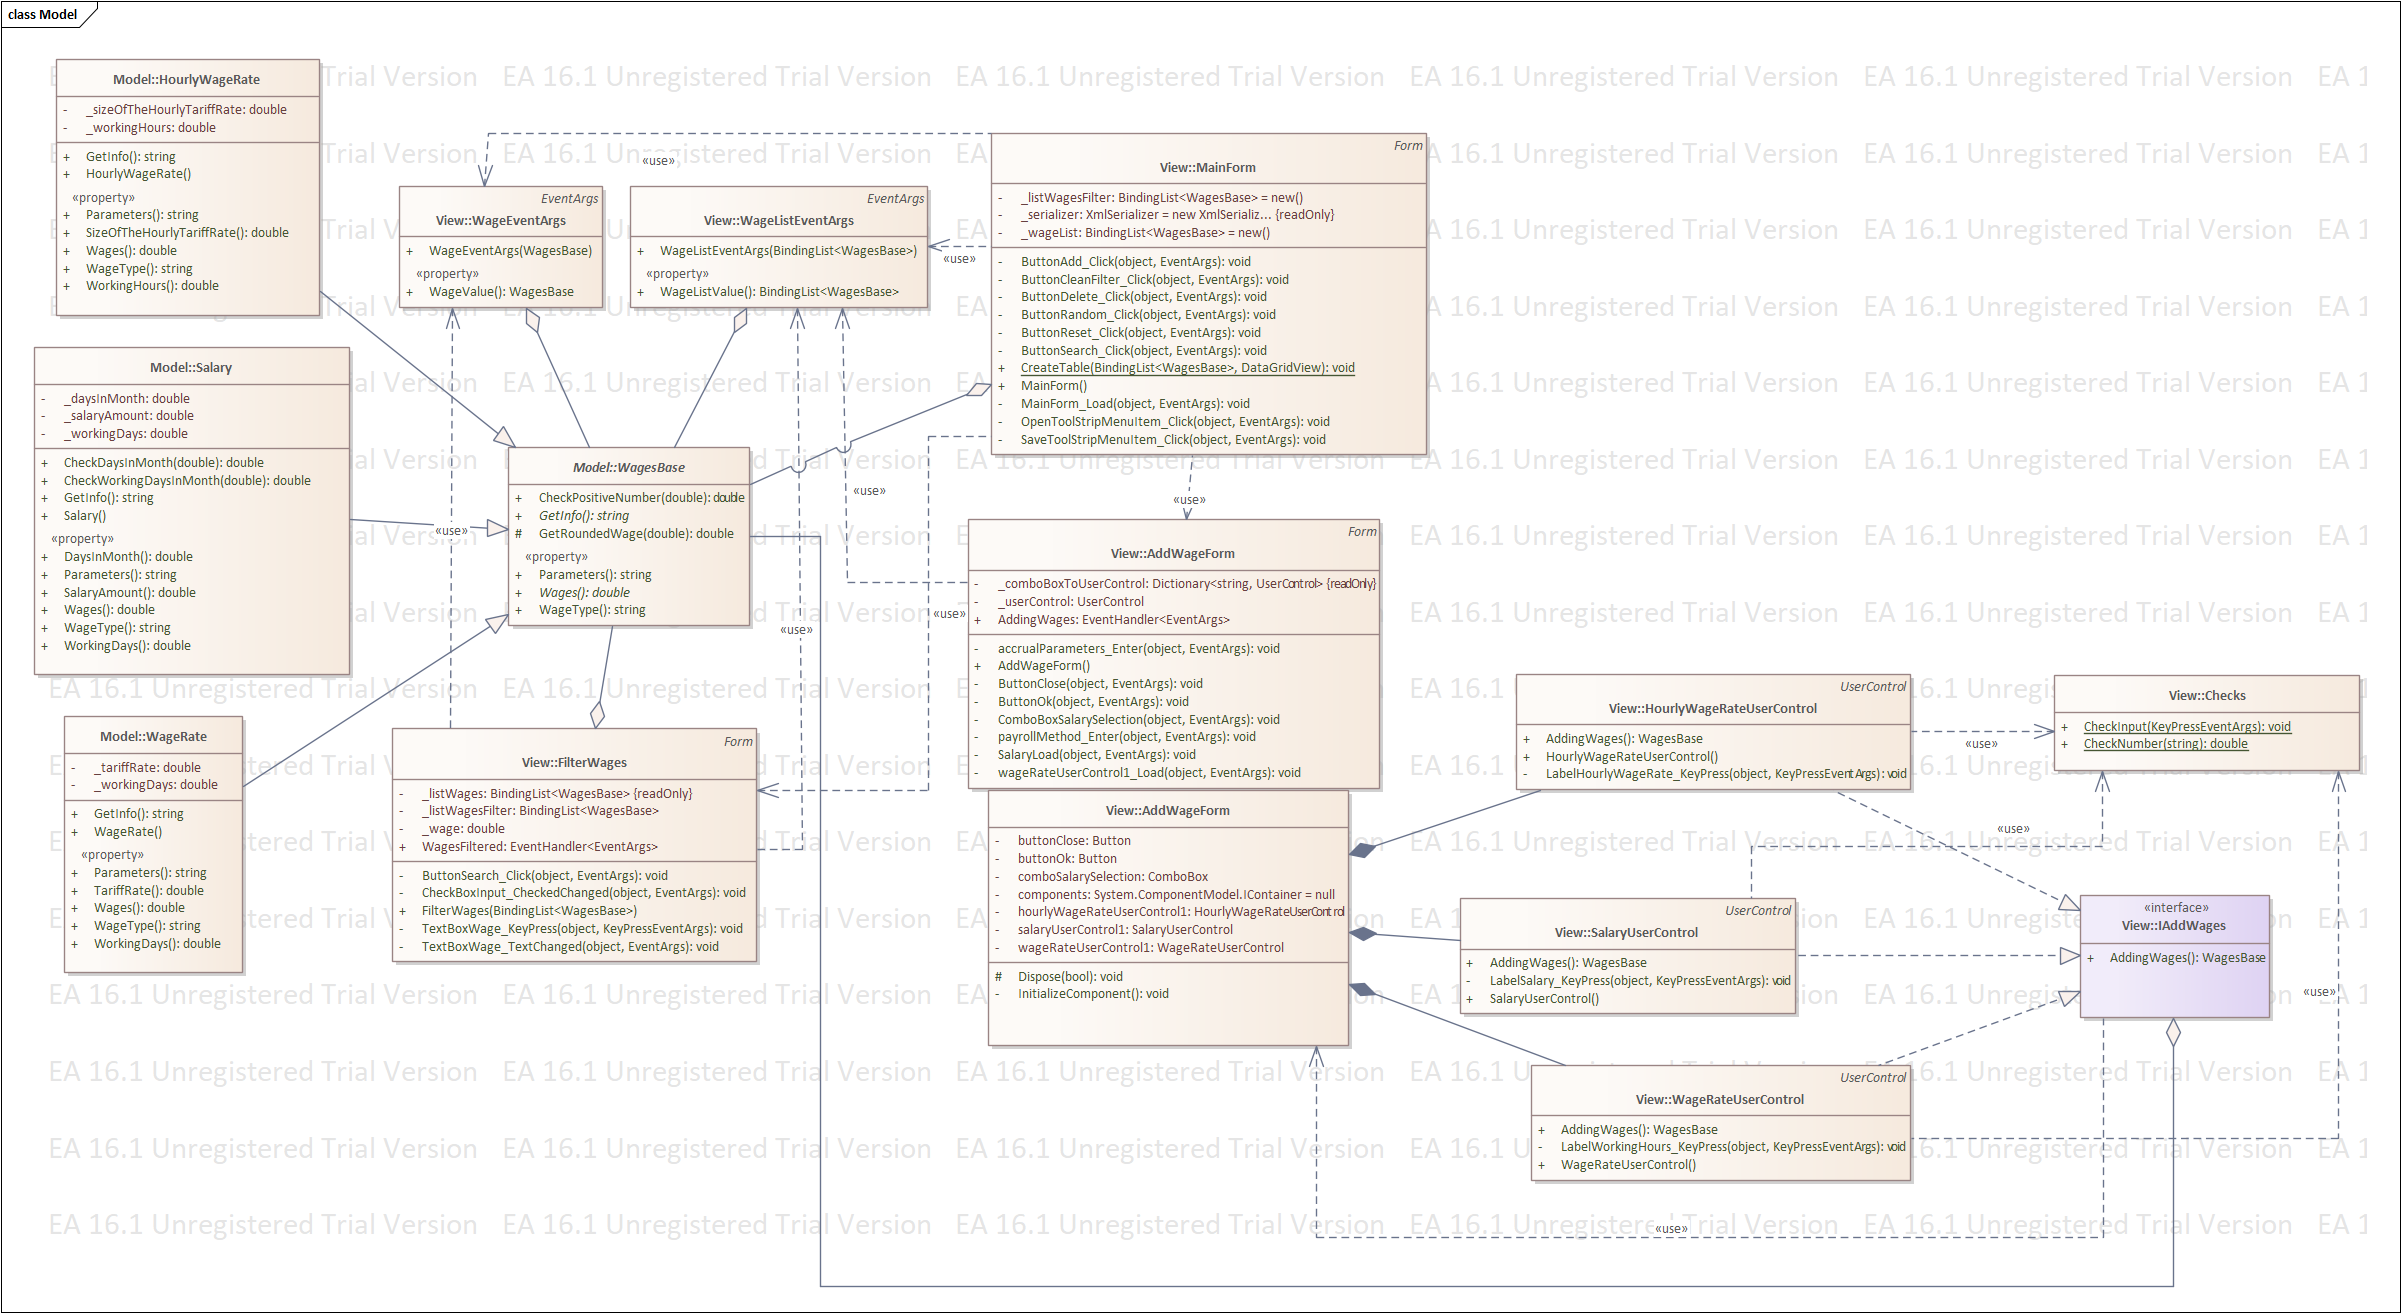 class Model
EA 16.1 Unregistered Trial Version
Model::HourlyWageRate
- _sizeOfTheHourlyTariffRate: double
- _workingHours: double
+ GetInfo(): string
+ HourlyWageRate()
«property»
+ Parameters(): string
+ SizeOfTheHourlyTariffRate(): double
+ Wages(): double
+ WageType(): string
+ WorkingHours(): double
Model::Salary
- _daysInMonth: double
- _salaryAmount: double
- _workingDays: double
+ CheckDaysInMonth(double): double
+ CheckWorkingDaysInMonth(double): double
+ GetInfo(): string
+ Salary()
«property»
+ DaysInMonth(): double
+ Parameters(): string
+ SalaryAmount(): double
+ Wages(): double
+ WageType(): string
+ WorkingDays(): double
Model::WageRate
- _tariffRate: double
- _workingDays: double
+ GetInfo(): string
+ WageRate()
«property»
+ Parameters(): string
+ TariffRate(): double
+ Wages(): double
+ WageType(): string
+ WorkingDays(): double
EventArgs
View::WageEventArgs
+ WageEventArgs(WagesBase)
«property»
+ WageValue(): WagesBase
EventArgs
View::WageListEventArgs
+ WageListEventArgs(BindingList<WagesBase>)
«property»
+ WageListValue(): BindingList<WagesBase>
Model::WagesBase
+ CheckPositiveNumber(double): double
+ GetInfo(): string
# GetRoundedWage(double): double
«property»
+ Parameters(): string
+ Wages(): double
+ WageType(): string
Form
View::FilterWages
- _listWages: BindingList<WagesBase> {readOnly}
- _listWagesFilter: BindingList<WagesBase>
- _wage: double
+ WagesFiltered: EventHandler<EventArgs>
- ButtonSearch_Click(object, EventArgs): void
- CheckBoxInput_CheckedChanged(object, EventArgs): void
+ FilterWages(BindingList<WagesBase>)
- TextBoxWage_KeyPress(object, KeyPressEventArgs): void
- TextBoxWage_TextChanged(object, EventArgs): void
Form
View::MainForm
- _listWagesFilter: BindingList<WagesBase> = new()
- _serializer: XmlSerializer = new XmlSerializ... {readOnly}
- _wageList: BindingList<WagesBase> = new()
- ButtonAdd_Click(object, EventArgs): void
- ButtonCleanFilter_Click(object, EventArgs): void
- ButtonDelete_Click(object, EventArgs): void
- ButtonRandom_Click(object, EventArgs): void
- ButtonReset_Click(object, EventArgs): void
- ButtonSearch_Click(object, EventArgs): void
+ CreateTable(BindingList<WagesBase>, DataGridView): void
+ MainForm()
- MainForm_Load(object, EventArgs): void
- OpenToolStripMenuItem_Click(object, EventArgs): void
- SaveToolStripMenuItem_Click(object, EventArgs): void
Form
View::AddWageForm
- _comboBoxToUserControl: Dictionary<string, UserControl> {readOnly}
- _userControl: UserControl
+ AddingWages: EventHandler<EventArgs>
- accrualParameters_Enter(object, EventArgs): void
+ AddWageForm()
- ButtonClose(object, EventArgs): void
- ButtonOk(object, EventArgs): void
- ComboBoxSalarySelection(object, EventArgs): void
- payrollMethod_Enter(object, EventArgs): void
- SalaryLoad(object, EventArgs): void
- wageRateUserControl1_Load(object, EventArgs): void
View::AddWageForm
- buttonClose: Button
- buttonOk: Button
- comboSalarySelection: ComboBox
- components: System.ComponentModel.IContainer = null
- hourlyWageRateUserControl1: HourlyWageRateUserControl
- salaryUserControl1: SalaryUserControl
- wageRateUserControl1: WageRateUserControl
# Dispose(bool): void
- InitializeComponent(): void
UserControl
View::HourlyWageRateUserControl
+ AddingWages(): WagesBase
+ HourlyWageRateUserControl()
- LabelHourlyWageRate_KeyPress(object, KeyPressEventArgs): void
UserControl
View::SalaryUserControl
+ AddingWages(): WagesBase
- LabelSalary_KeyPress(object, KeyPressEventArgs): void
+ SalaryUserControl()
UserControl
View::WageRateUserControl
+ AddingWages(): WagesBase
- LabelWorkingHours_KeyPress(object, KeyPressEventArgs): void
+ WageRateUserControl()
View::Checks
+ CheckInput(KeyPressEventArgs): void
+ CheckNumber(string): double
«interface»
View::IAddWages
+ AddingWages(): WagesBase
«use»
«use»
«use»
«use»
«use»
«use»
«use»
«use»
«use»
«use»
«use»